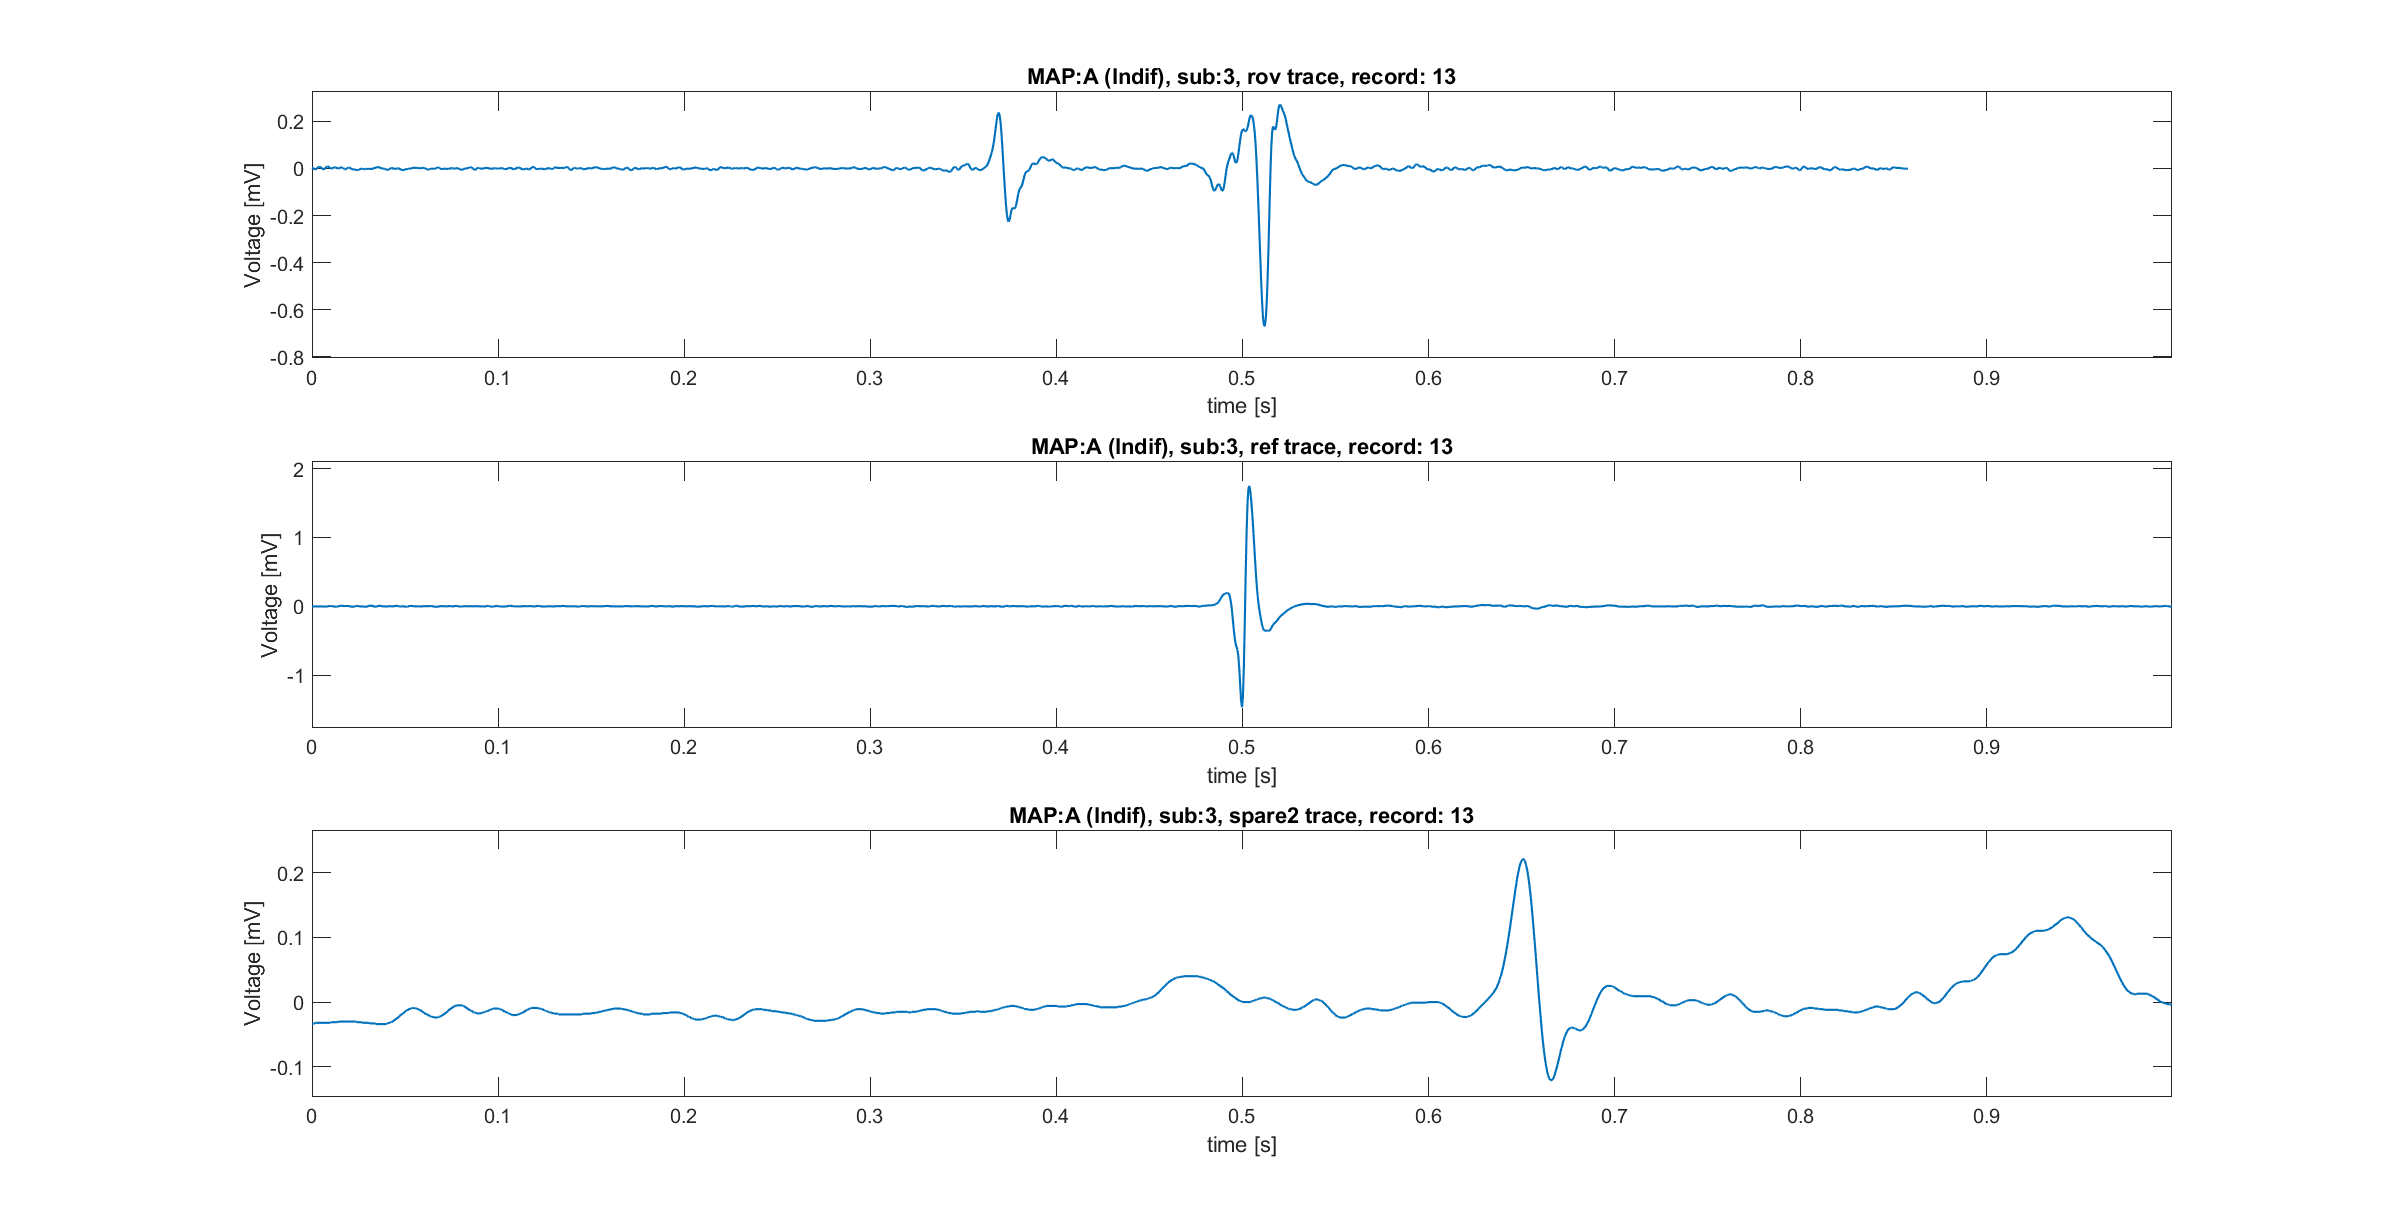 MAP:A (Indif), sub:3, rov trace, record: 13
Voltage [mV]
0.2
0
-0.2
-0.4
-0.6
-0.8
0 0.1 0.2 0.3 0.4 0.5 0.6 0.7 0.8 0.9
time [s]
MAP:A (Indif), sub:3, ref trace, record: 13
Voltage [mV]
2
1
0
-1
0 0.1 0.2 0.3 0.4 0.5 0.6 0.7 0.8 0.9
time [s]
MAP:A (Indif), sub:3, spare2 trace, record: 13
Voltage [mV]
0.2
0.1
0
-0.1
0 0.1 0.2 0.3 0.4 0.5 0.6 0.7 0.8 0.9
time [s]